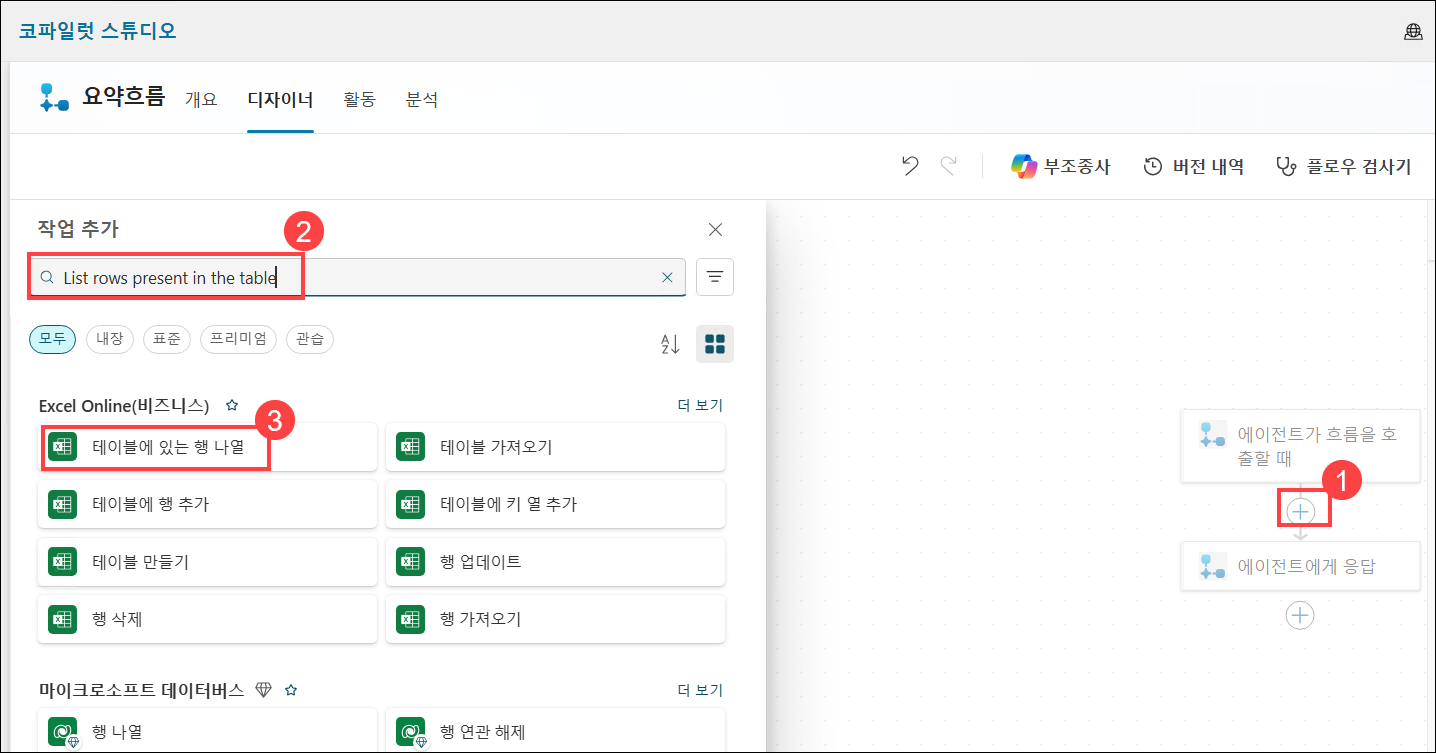 코파일럿 스튜디오
요약흐름 개요 디자이너 활동 분석
부조종사 버전 내역 플로우 검사기
작업 추가
2
List rows present in the table
모두 내장 표준 프리미엄 관습
Excel Online(비즈니스) 더 보기
3
테이블에 있는 행 나열 테이블 가져오기
테이블에 행 추가 테이블에 키 열 추가
테이블 만들기 행 업데이트
행 삭제 행 가져오기
마이크로소프트 데이터버스 더 보기
행 나열 행 연관 해제
에이전트가 흐름을 호
출할 때
1
에이전트에게 응답